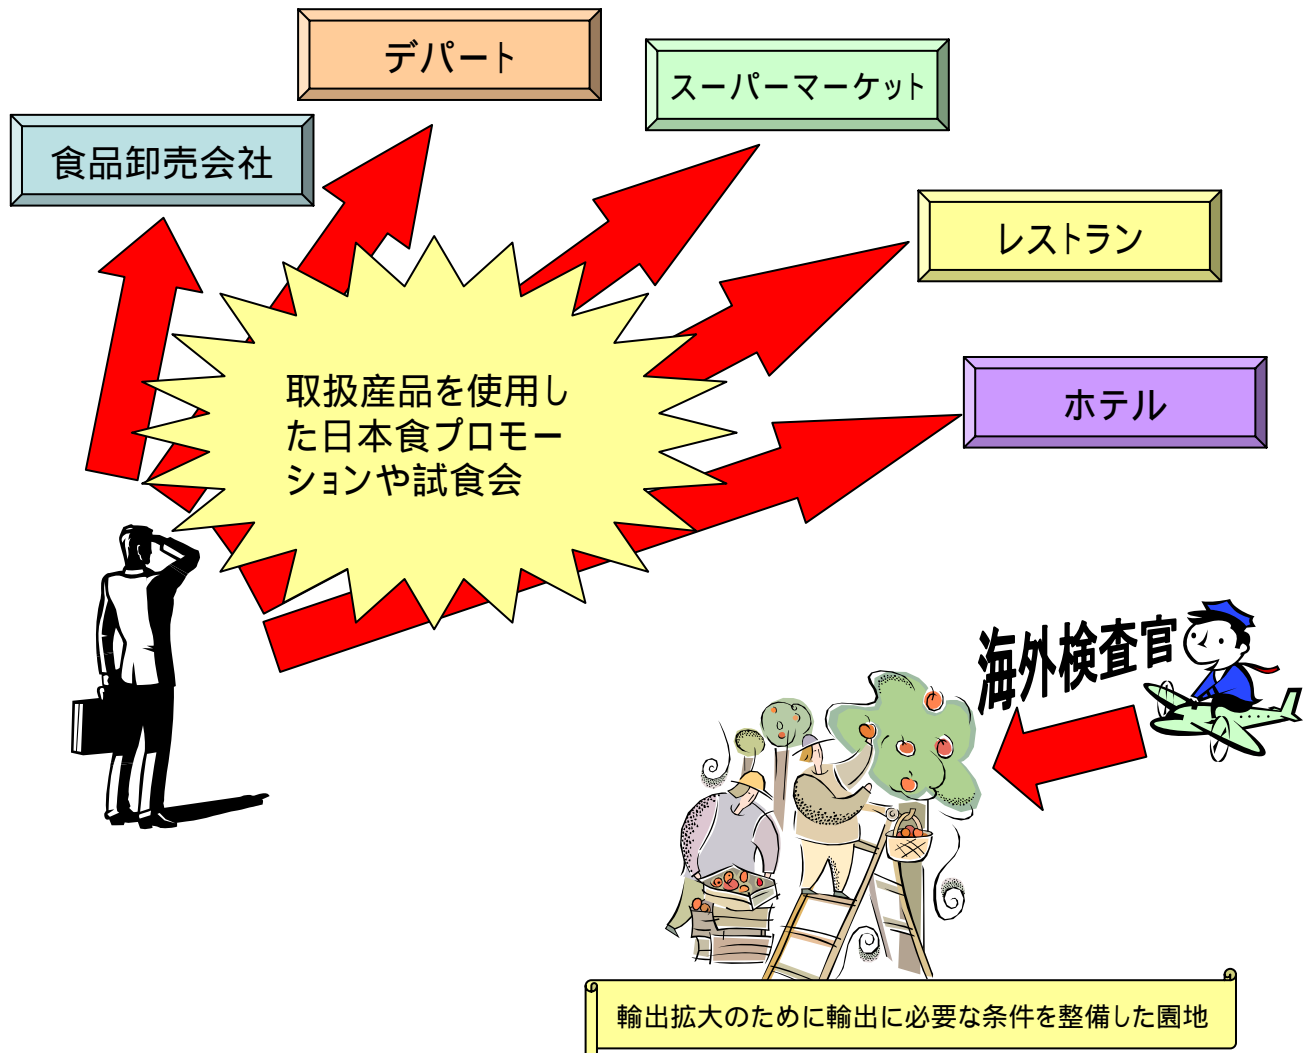 デパート
スーパーマーケット
食品卸売会社
レストラン
ホテル
取扱産品を使用し
た日本食プロモー
ションや試食会
海外検査官
輸出拡大のために輸出に必要な条件を整備した園地